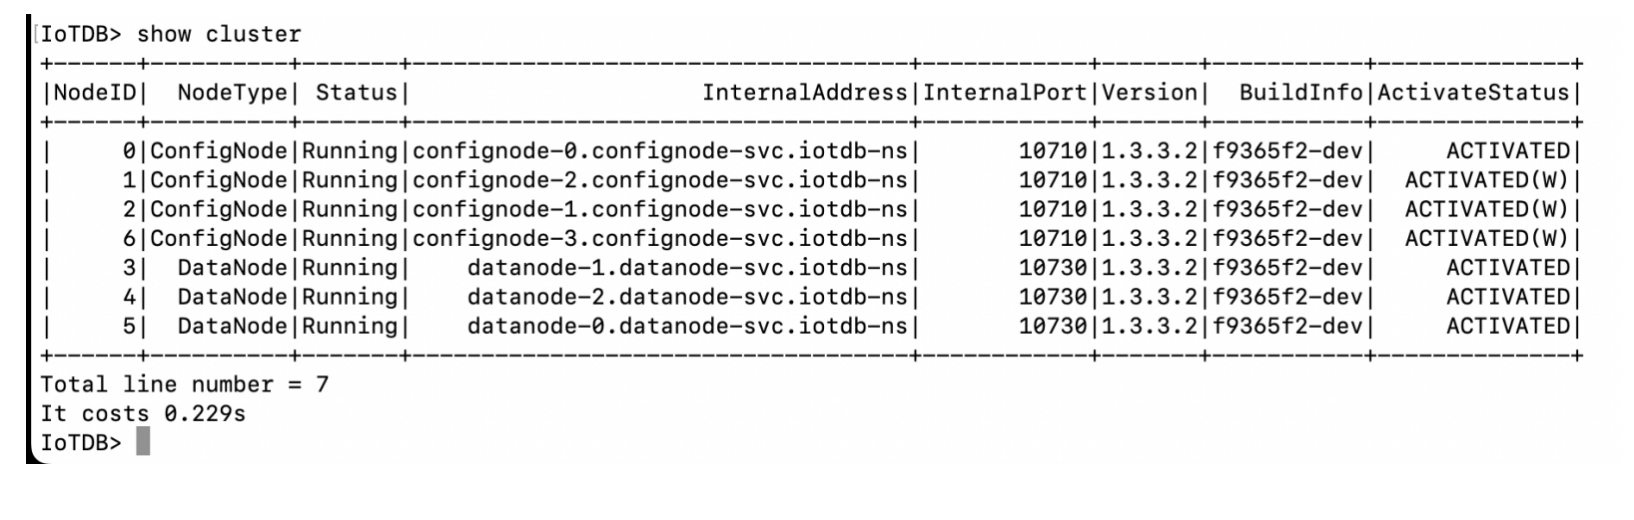 [IoTDB> show cluster
+------+----------+-------+------------------------------------+------------+-------+-----------+--------------+
|NodeID|  NodeType| Status|                     InternalAddress|InternalPort|Version|  BuildInfo|ActivateStatus|
+------+----------+-------+------------------------------------+------------+-------+-----------+--------------+
|     0|ConfigNode|Running|confignode-0.confignode-svc.iotdb-ns|       10710|1.3.3.2|f9365f2-dev|     ACTIVATED|
|     1|ConfigNode|Running|confignode-2.confignode-svc.iotdb-ns|       10710|1.3.3.2|f9365f2-dev|  ACTIVATED(W)|
|     2|ConfigNode|Running|confignode-1.confignode-svc.iotdb-ns|       10710|1.3.3.2|f9365f2-dev|  ACTIVATED(W)|
|     6|ConfigNode|Running|confignode-3.confignode-svc.iotdb-ns|       10710|1.3.3.2|f9365f2-dev|  ACTIVATED(W)|
|     3|  DataNode|Running|    datanode-1.datanode-svc.iotdb-ns|       10730|1.3.3.2|f9365f2-dev|     ACTIVATED|
|     4|  DataNode|Running|    datanode-2.datanode-svc.iotdb-ns|       10730|1.3.3.2|f9365f2-dev|     ACTIVATED|
|     5|  DataNode|Running|    datanode-0.datanode-svc.iotdb-ns|       10730|1.3.3.2|f9365f2-dev|     ACTIVATED|
+------+----------+-------+------------------------------------+------------+-------+-----------+--------------+
Total line number = 7
It costs 0.229s
IoTDB>